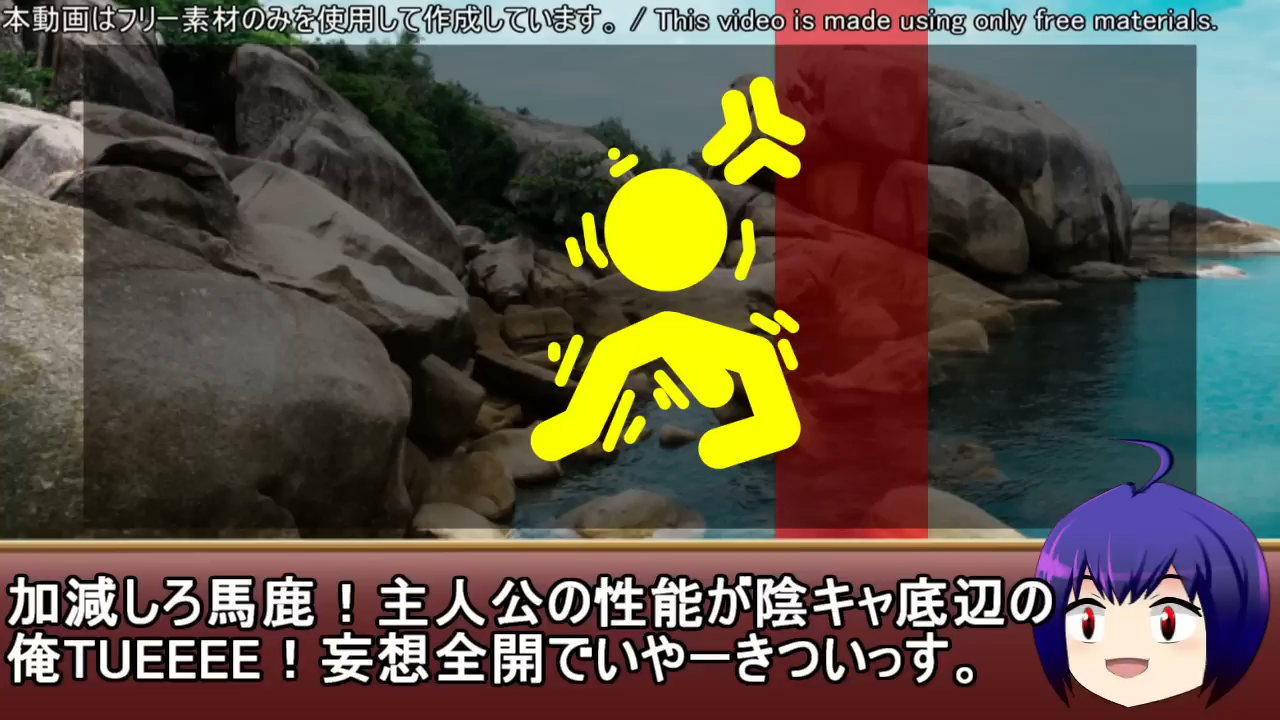 本動画はフリー素材のみを使用して作成しています。/ This video is made using only free materials.
加減しろ馬鹿！主人公の性能が陰キャ底辺の
俺TUEEEE！妄想全開でいやーきついっす。